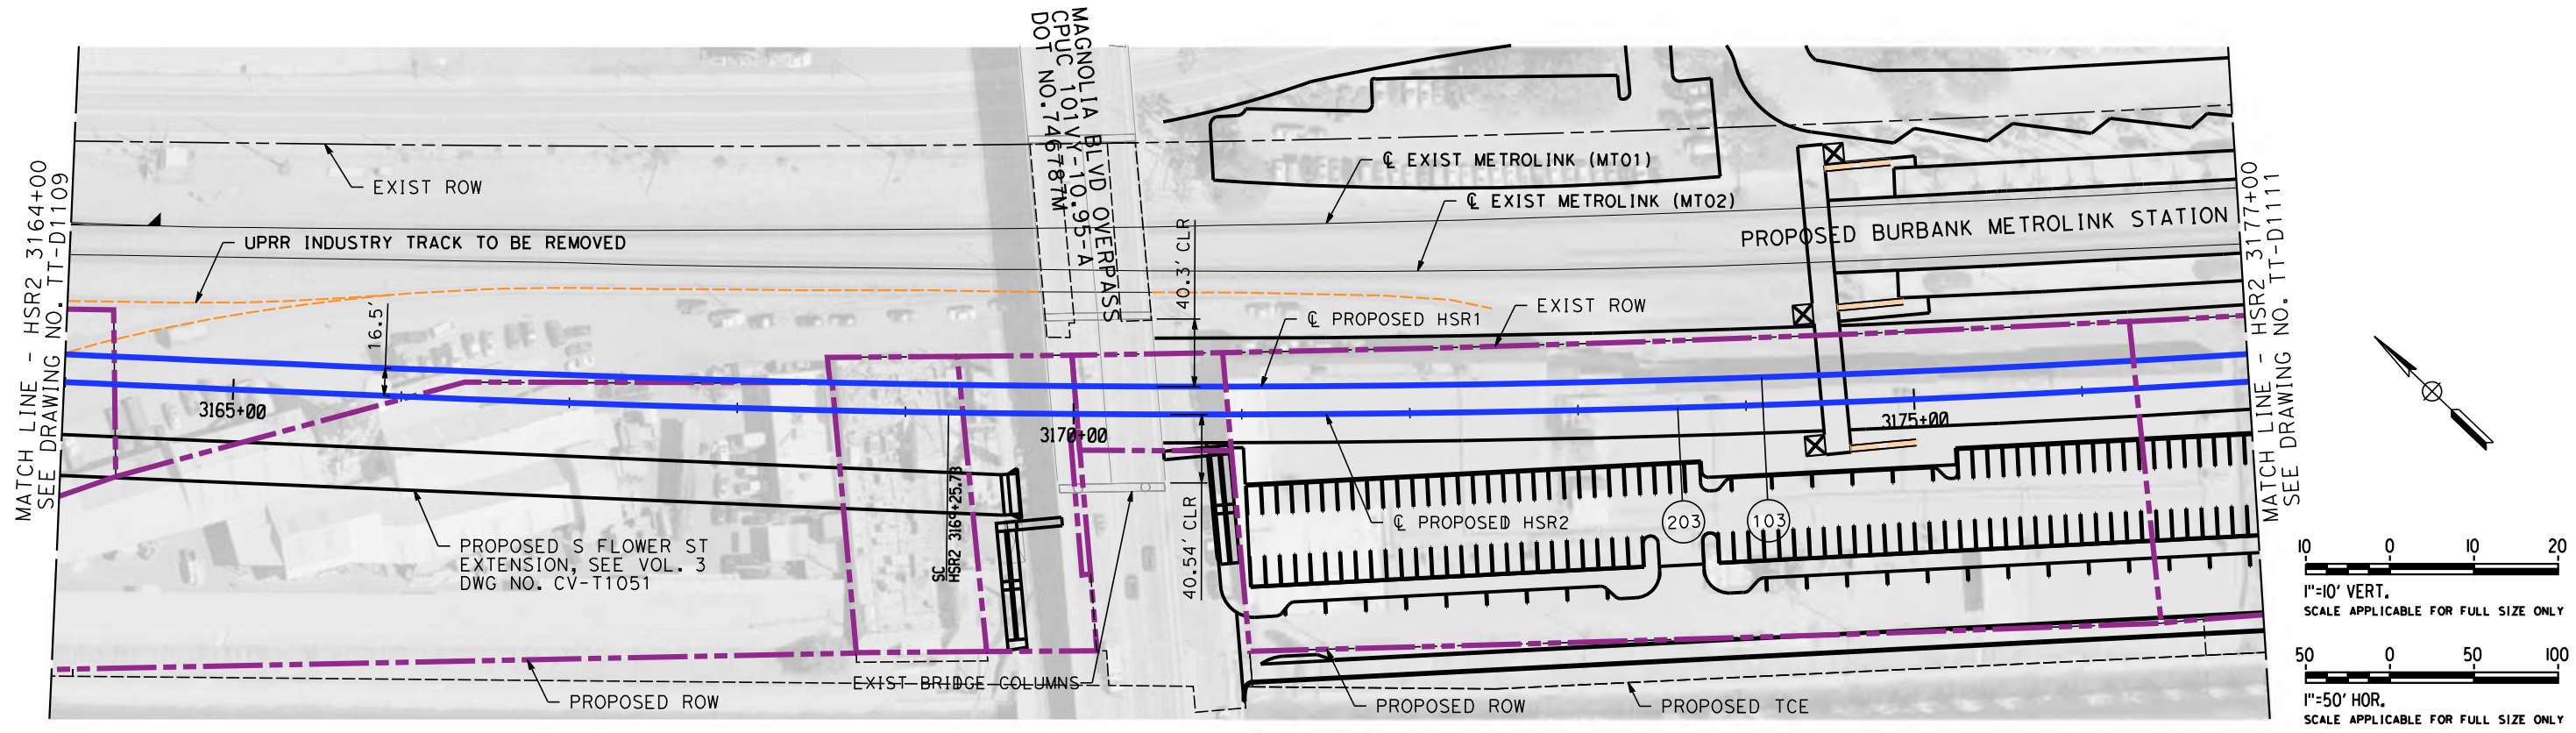 MAGNOLIA BLVD OVERPASS
CPUC 101VY-10.95-A
DOT NO.746787M
MATCH LINE - HSR2 3164+00
SEE DRAWING NO. TT-D1109
EXIST ROW
UPRR INDUSTRY TRACK TO BE REMOVED
16.5'
3165+00
PROPOSED S FLOWER ST
EXTENSION, SEE VOL. 3
DWG NO. CV-T1051
PROPOSED ROW
SC
HSR2 3169+25.73
EXIST BRIDGE COLUMNS
3170+00
40.3' CLR
40.54' CLR
℄ EXIST METROLINK (MT01)
℄ EXIST METROLINK (MT02)
PROPOSED BURBANK METROLINK STATION
EXIST ROW
℄ PROPOSED HSR1
3175+00
℄ PROPOSED HSR2
203
103
PROPOSED ROW
PROPOSED TCE
MATCH LINE - HSR2 3177+00
SEE DRAWING NO. TT-D1111
10 0 10 20
1"=10' VERT.
SCALE APPLICABLE FOR FULL SIZE ONLY
50 0 50 100
1"=50' HOR.
SCALE APPLICABLE FOR FULL SIZE ONLY